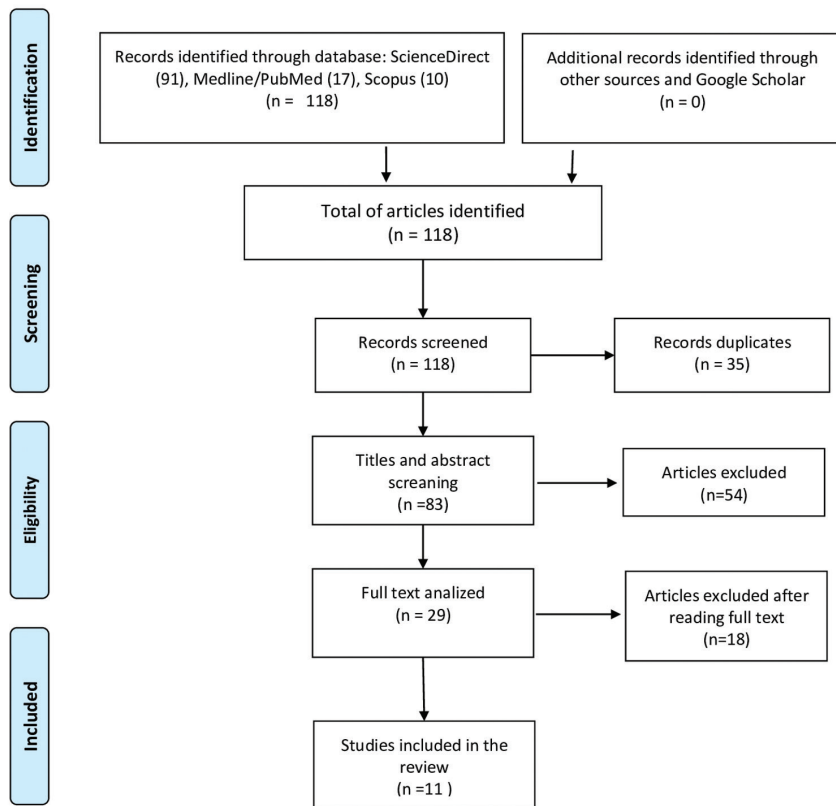 Identification
Records identified through database: ScienceDirect
(91), Medline/PubMed (17), Scopus (10)
(n =   118)
Additional records identified through
other sources and Google Scholar
(n = 0)
Total of articles identified
(n = 118)
Screening
Records screened
(n = 118)
Records duplicates
(n = 35)
Eligibility
Titles and abstract
screaning
(n =83)
Articles excluded
(n=54)
Full text analized
(n = 29)
Articles excluded after
reading full text
(n=18)
Included
Studies included in the
review
(n =11 )